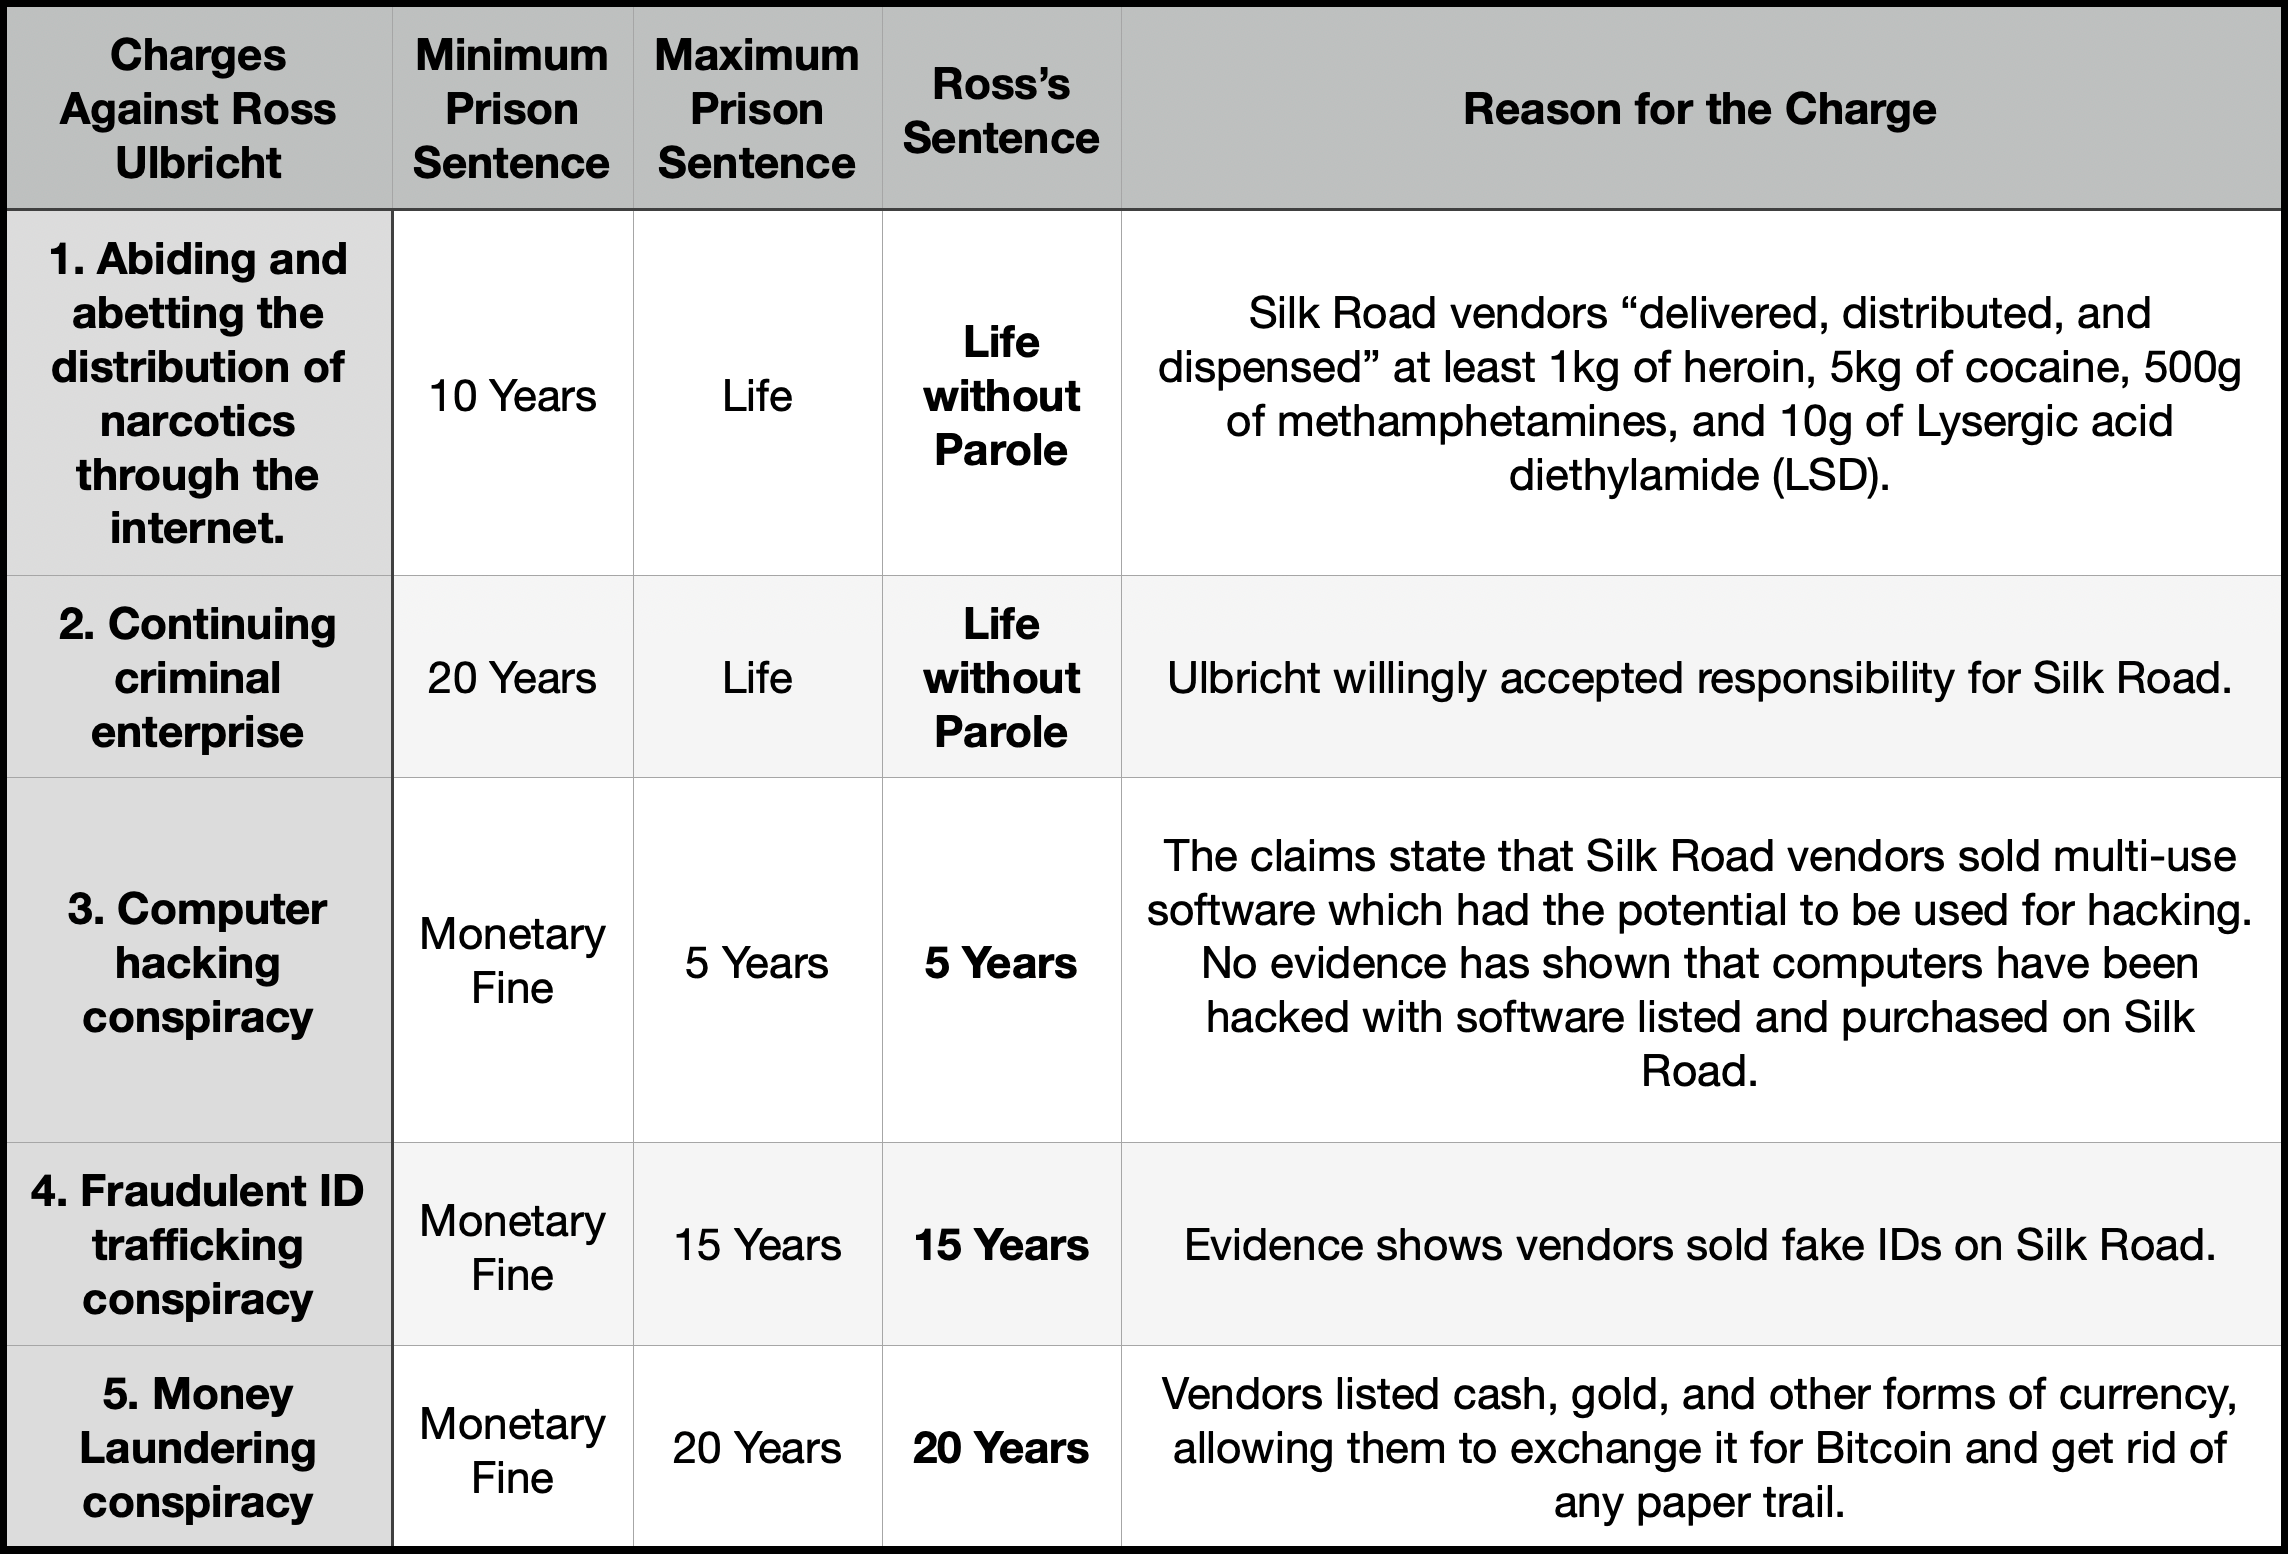 Charges
Against Ross
Ulbricht
Minimum
Prison
Sentence
Maximum
Prison
Sentence
Ross’s
Sentence
Reason for the Charge
1. Abiding and
abetting the
distribution of
narcotics
through the
internet.
10 Years
Life
Life
without
Parole
Silk Road vendors “delivered, distributed, and
dispensed” at least 1kg of heroin, 5kg of cocaine, 500g
of methamphetamines, and 10g of Lysergic acid
diethylamide (LSD).
2. Continuing
criminal
enterprise
20 Years
Life
Life
without
Parole
Ulbricht willingly accepted responsibility for Silk Road.
3. Computer
hacking
conspiracy
Monetary
Fine
5 Years
5 Years
The claims state that Silk Road vendors sold multi-use
software which had the potential to be used for hacking.
No evidence has shown that computers have been
hacked with software listed and purchased on Silk
Road.
4. Fraudulent ID
trafficking
conspiracy
Monetary
Fine
15 Years
15 Years
Evidence shows vendors sold fake IDs on Silk Road.
5. Money
Laundering
conspiracy
Monetary
Fine
20 Years
20 Years
Vendors listed cash, gold, and other forms of currency,
allowing them to exchange it for Bitcoin and get rid of
any paper trail.